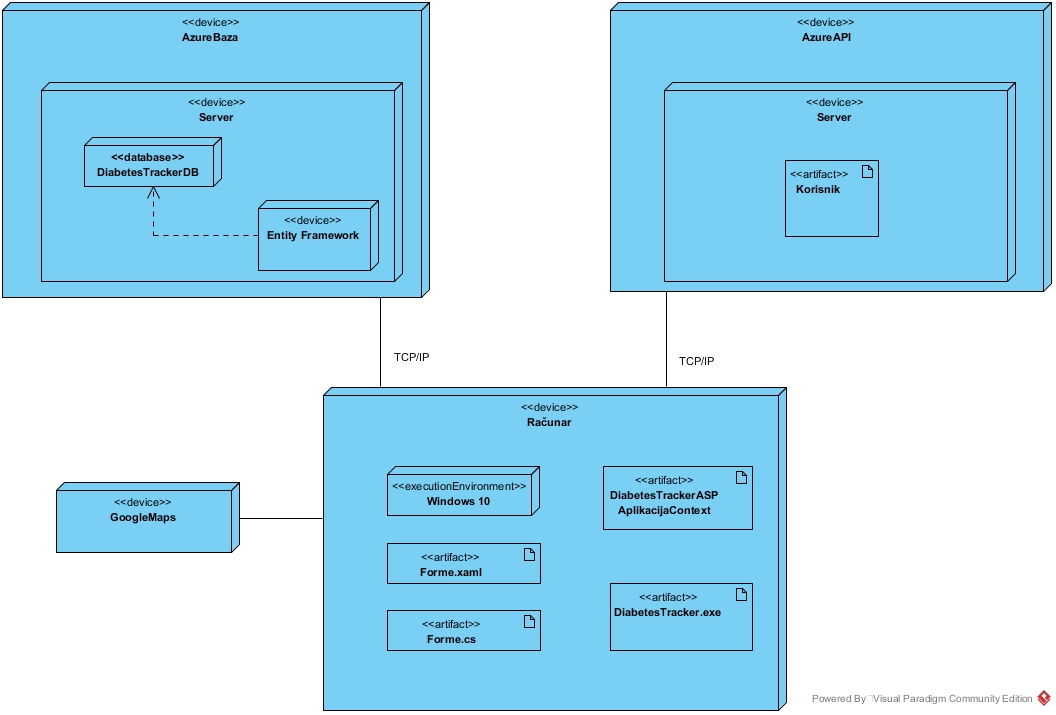 <<device>>
AzureBaza
<<device>>
Server
<<database>>
DiabetesTrackerDB
<<device>>
Entity Framework
<<device>>
AzureAPI
<<device>>
Server
<<artifact>>
Korisnik
TCP/IP
TCP/IP
<<device>>
Računar
<<executionEnvironment>>
Windows 10
<<artifact>>
Forme.xaml
<<artifact>>
Forme.cs
<<artifact>>
DiabetesTrackerASP
AplikacijaContext
<<artifact>>
DiabetesTracker.exe
<<device>>
GoogleMaps
Powered By Visual Paradigm Community Edition